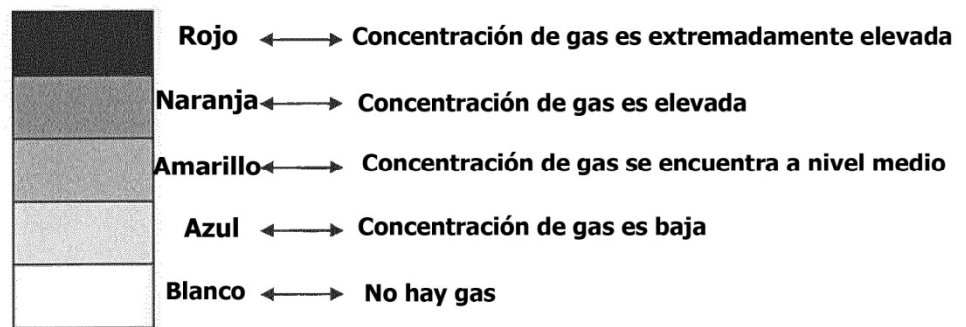 Rojo Concentración de gas es extremadamente elevada
Naranja Concentración de gas es elevada
Amarillo Concentración de gas se encuentra a nivel medio
Azul Concentración de gas es baja
Blanco No hay gas